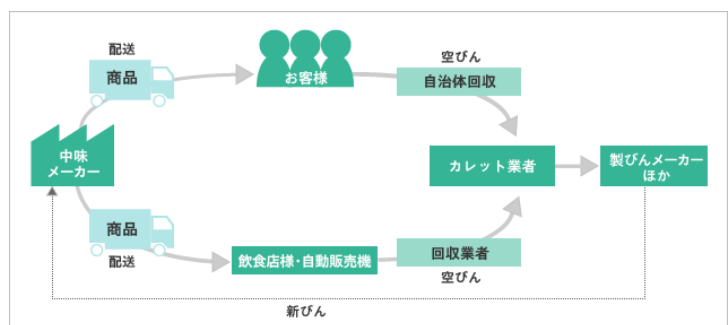 配送
商品
お客様
空びん
自治体回収
中味
メーカー
カレット業者
製びんメーカー
ほか
商品
配送
飲食店様・自動販売機
回収業者
空びん
新びん